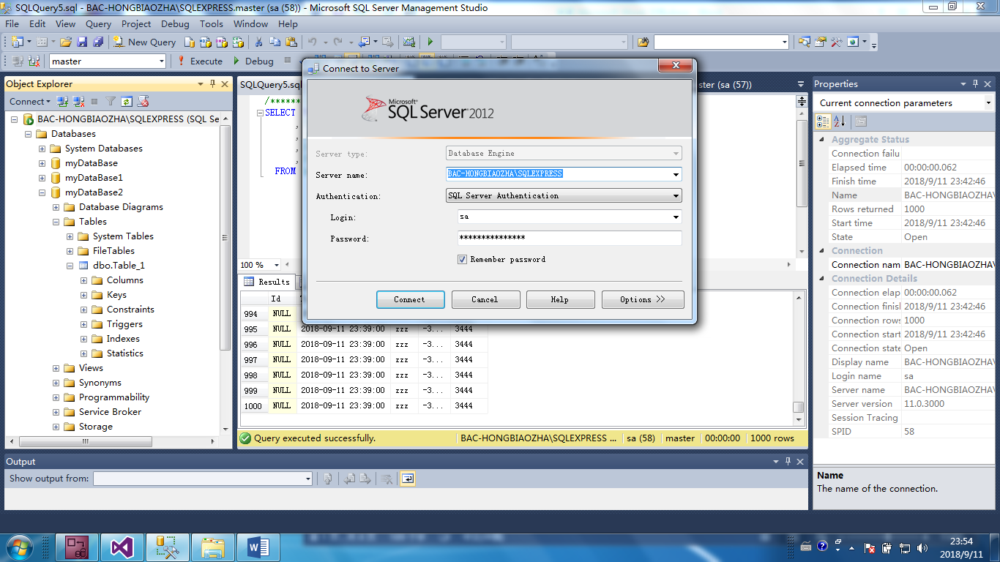 SQLQuery5.sql - BAC-HONGBIAOZHA\SQLEXPRESS.master (sa (58)) - Microsoft SQL Server Management Studio
File Edit View Query Project Debug Tools Window Help
New Query
master Execute Debug
Object Explorer
Connect
BAC-HONGBIAOZHA\SQLEXPRESS (SQL Se
Databases
System Databases
myDataBase
myDataBase1
myDataBase2
Database Diagrams
Tables
System Tables
FileTables
dbo.Table_1
Columns
Keys
Constraints
Triggers
Indexes
Statistics
Views
Synonyms
Programmability
Service Broker
Storage
SQLQuery5.sql
ster (sa (57))
/******
SELECT
,
,
,
,
FROM
100 %
Results
Id
994 NULL
995 NULL 2018-09-11 23:39:00 zzz -3... 3444
996 NULL 2018-09-11 23:39:00 zzz -3... 3444
997 NULL 2018-09-11 23:39:00 zzz -3... 3444
998 NULL 2018-09-11 23:39:00 zzz -3... 3444
999 NULL 2018-09-11 23:39:00 zzz -3... 3444
1000 NULL 2018-09-11 23:39:00 zzz -3... 3444
Query executed successfully. BAC-HONGBIAOZHA\SQLEXPRESS ... sa (58) master 00:00:00 1000 rows
Connect to Server
Microsoft®
SQL Server® 2012
Server type: Database Engine
Server name: BAC-HONGBIAOZHA\SQLEXPRESS
Authentication: SQL Server Authentication
Login: sa
Password: ***************
Remember password
Connect Cancel Help Options >>
Properties
Current connection parameters
Aggregate Status
Connection failu
Elapsed time 00:00:00.062
Finish time 2018/9/11 23:42:46
Name BAC-HONGBIAOZHA\
Rows returned 1000
Start time 2018/9/11 23:42:46
State Open
Connection
Connection nam BAC-HONGBIAOZHA\
Connection Details
Connection elap 00:00:00.062
Connection finisl 2018/9/11 23:42:46
Connection rows 1000
Connection start 2018/9/11 23:42:46
Connection state Open
Display name BAC-HONGBIAOZHA\
Login name sa
Server name BAC-HONGBIAOZHA\
Server version 11.0.3000
Session Tracing
SPID 58
Name
The name of the connection.
Output
Show output from:
23:54
2018/9/11